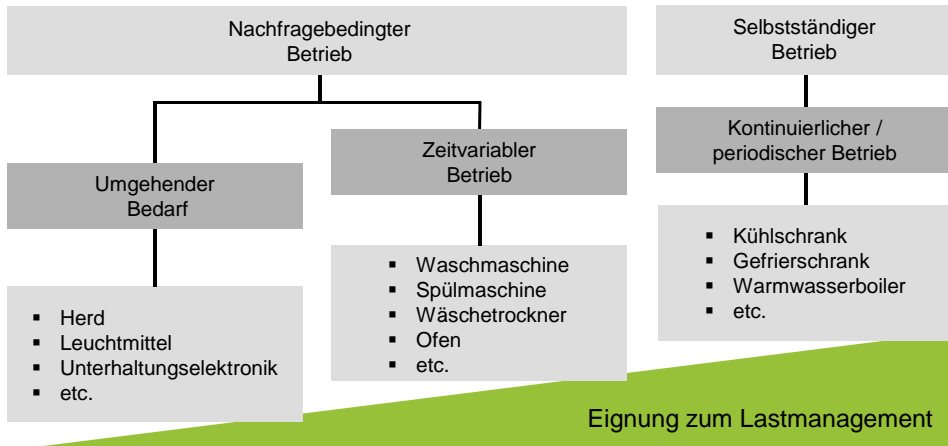 Nachfragebedingter
Betrieb
Selbstständiger
Betrieb
Umgehender
Bedarf
Zeitvariabler
Betrieb
Kontinuierlicher /
periodischer Betrieb
▪ Herd
▪ Leuchtmittel
▪ Unterhaltungselektronik
▪ etc.
▪ Waschmaschine
▪ Spülmaschine
▪ Wäschetrockner
▪ Ofen
▪ etc.
▪ Kühlschrank
▪ Gefrierschrank
▪ Warmwasserboiler
▪ etc.
Eignung zum Lastmanagement